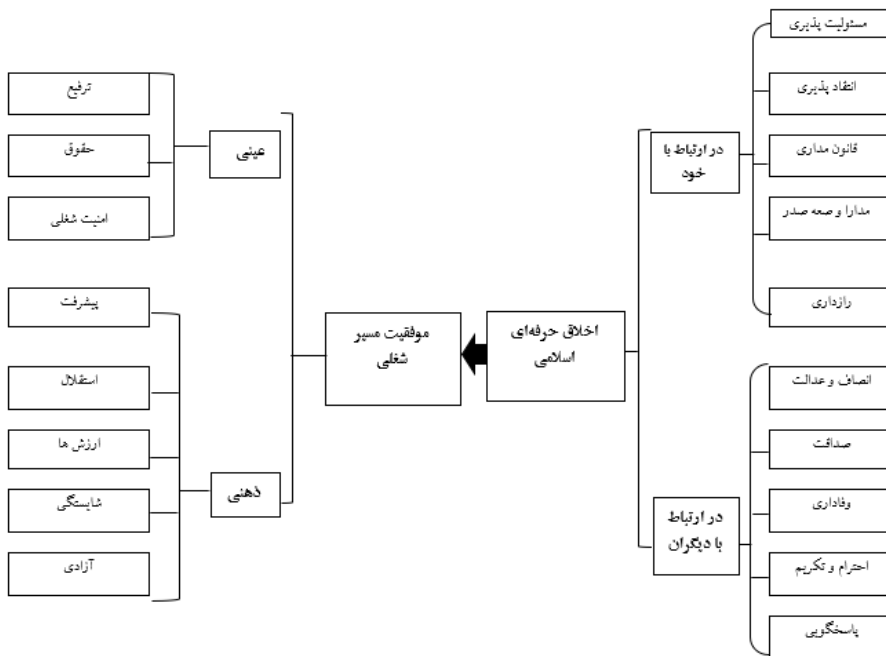 مسئولیت پذیری
انتقاد پذیری
قانون مداری
مدارا و صعه صدر
رازداری
در ارتباط با
خود
انصاف و عدالت
صداقت
وفاداری
احترام و تکریم
پاسخگویی
در ارتباط
با دیگران
اخلاق حرفه‌ای
اسلامی
موفقیت مسیر
شغلی
عینی
ترفیع
حقوق
امنیت شغلی
ذهنی
پیشرفت
استقلال
ارزش ها
شایستگی
آزادی